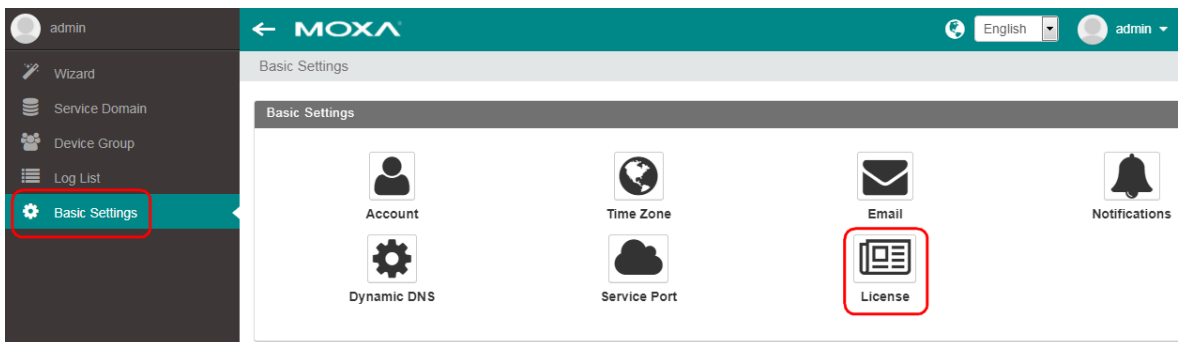 admin
MOXA
English
admin
Wizard
Service Domain
Device Group
Log List
Basic Settings
Basic Settings
Basic Settings
Account
Time Zone
Email
Notifications
Dynamic DNS
Service Port
License